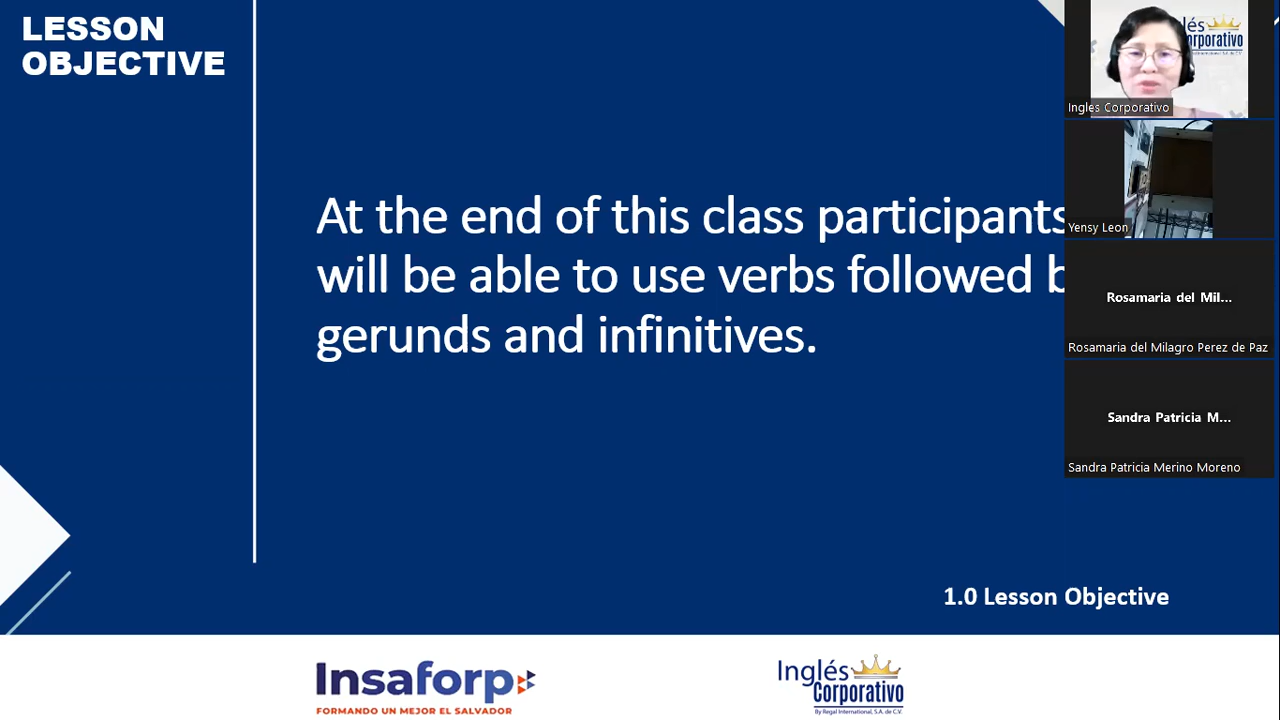 LESSON
OBJECTIVE
At the end of this class participants
will be able to use verbs followed b
gerunds and infinitives.
1.0 Lesson Objective
Insaforp
FORMANDO UN MEJOR EL SALVADOR
Inglés
Corporativo
By Regal International, S.A. de C.V.
glés
orporativo
Ingles Corporativo
Yensy Leon
Rosamaria del Mil...
Rosamaria del Milagro Perez de Paz
Sandra Patricia M...
Sandra Patricia Merino Moreno